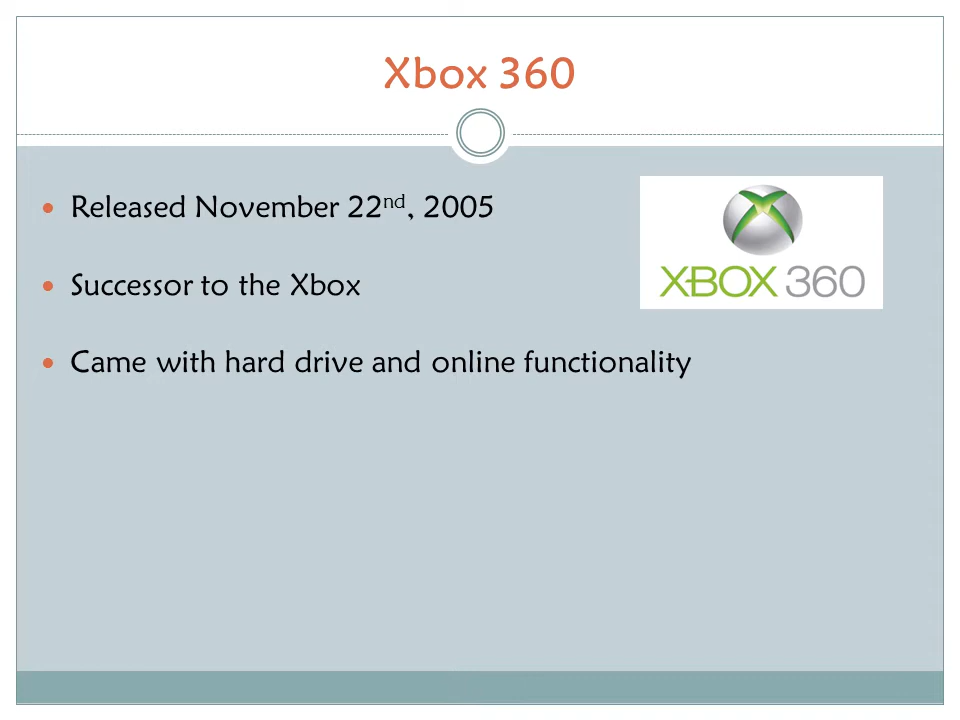 Xbox 360
• Released November 22nd, 2005
XBOX 360
• Successor to the Xbox
• Came with hard drive and online functionality